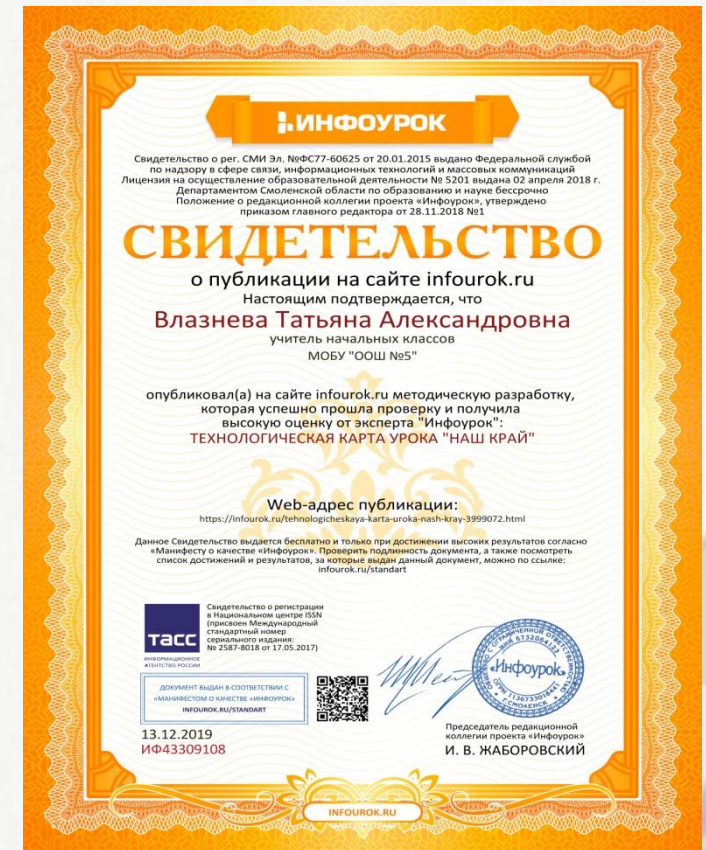 ИНФОУРОК
Свидетельство о рег. СМИ Эл. №ФС77-60625 от 20.01.2015 выдано Федеральной службой
по надзору в сфере связи, информационных технологий и массовых коммуникаций
Лицензия на осуществление образовательной деятельности № 5201 выдана 02 апреля 2018 г.
Департаментом Смоленской области по образованию и науке бессрочно
Положение о редакционной коллегии проекта «Инфоурок», утверждено
приказом главного редактора от 28.11.2018 №1
СВИДЕТЕЛЬСТВО
о публикации на сайте infourok.ru
Настоящим подтверждается, что
Влазнева Татьяна Александровна
учитель начальных классов
МОБУ "ООШ №5"
опубликовал(а) на сайте infourok.ru методическую разработку,
которая успешно прошла проверку и получила
высокую оценку от эксперта "Инфоурок":
ТЕХНОЛОГИЧЕСКАЯ КАРТА УРОКА "НАШ КРАЙ"
Web-адрес публикации:
https://infourok.ru/tehnologicheskaya-karta-uroka-nash-kray-3999072.html
Данное Свидетельство выдается бесплатно и только при достижении высоких результатов согласно
«Манифесту о качестве «Инфоурок». Проверить подлинность документа, а также посмотреть
список достижений и результатов, за которые выдан данный документ, можно по ссылке:
infourok.ru/standart
ТАСС
ИНФОРМАЦИОННОЕ
АГЕНТСТВО РОССИИ
Свидетельство о регистрации
в Национальном центре ISSN
(присвоен Международный
стандартный номер
сериального издания:
№ 2587-8018 от 17.05.2017)
ДОКУМЕНТ ВЫДАН В СООТВЕТСТВИИ С
«МАНИФЕСТОМ О КАЧЕСТВЕ «ИНФОУРОК»
INFOUROK.RU/STANDART
13.12.2019
ИФ43309108
«Инфоурок»
Председатель редакционной
коллегии проекта «Инфоурок»
И. В. ЖАБОРОВСКИЙ
INFOUROK.RU